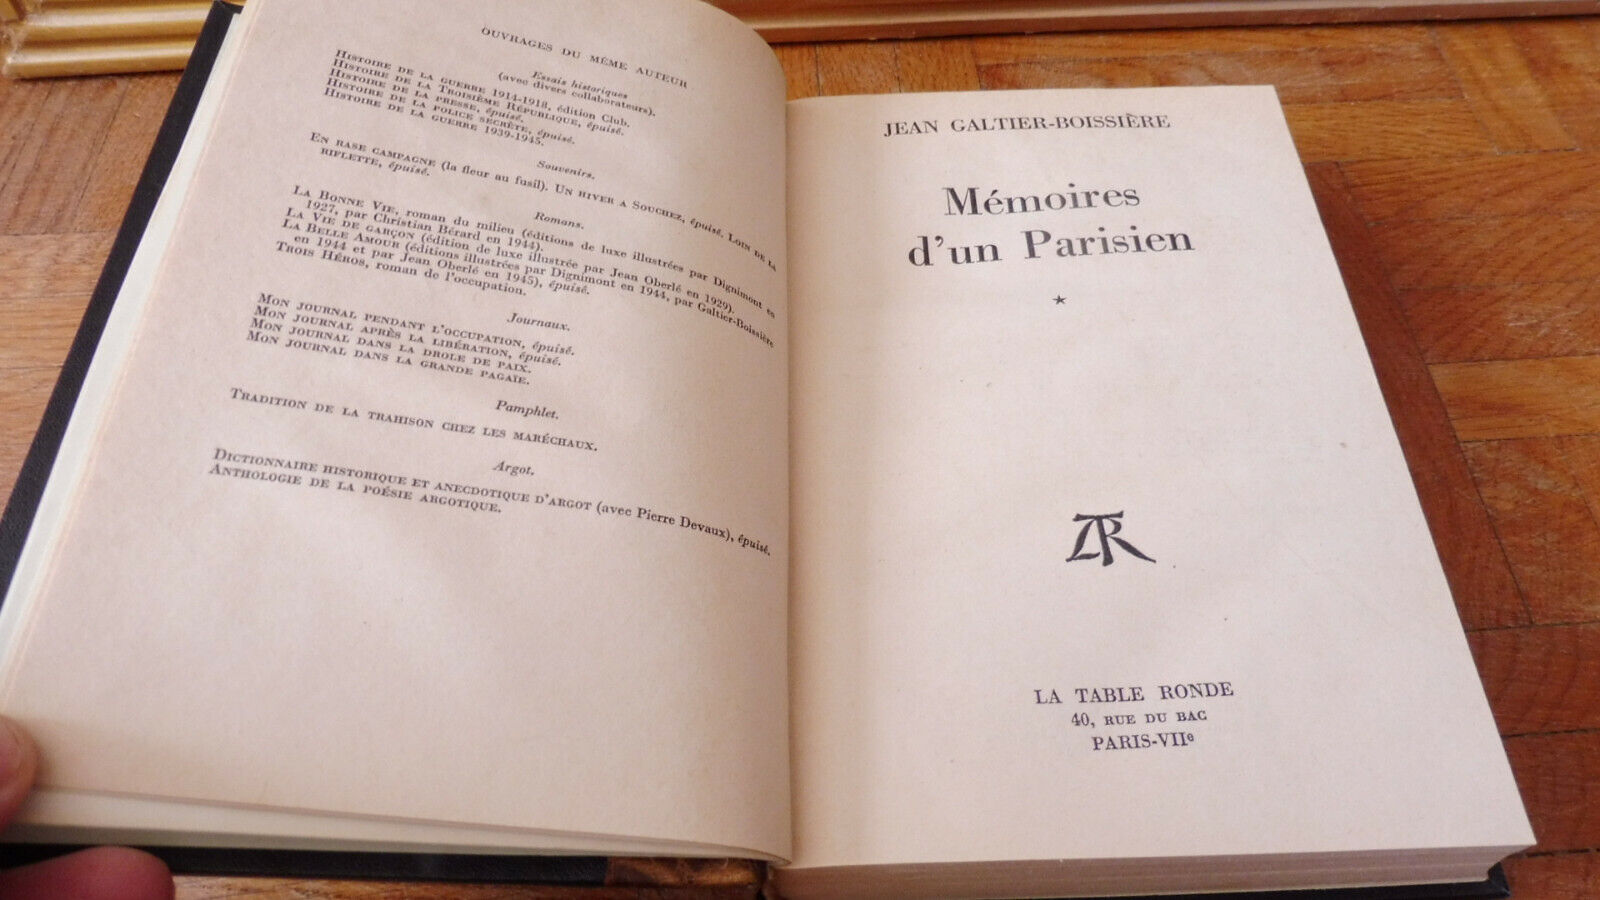 OUVRAGES DU MÊME AUTEUR
Essais historiques
(avec divers collaborateurs).
HISTOIRE DE LA GUERRE 1914-1918, édition Club.
HISTOIRE DE LA TROISIÈME RÉPUBLIQUE, épuisé.
HISTOIRE DE LA PRESSE, épuisé.
HISTOIRE DE LA POLICE SECRÈTE, épuisé.
HISTOIRE DE LA GUERRE 1939-1945.
Souvenirs.
EN RASE CAMPAGNE (la fleur au fusil). UN HIVER A SOUCHEZ, épuisé. LOIN DE LA
RIFLETTE, épuisé.
Romans.
LA BONNE VIE, roman du milieu (éditions de luxe illustrées par Dignimont en
1927, par Christian Bérard en 1944).
LA VIE DE GARÇON (édition de luxe illustrée par Jean Oberlé en 1929).
LA BELLE AMOUR (éditions illustrées par Dignimont en 1944, par Galtier-Boissière
en 1944 et par Jean Oberlé en 1945), épuisé.
TROIS HÉROS, roman de l'occupation.
Journaux.
MON JOURNAL PENDANT L'OCCUPATION, épuisé.
MON JOURNAL APRÈS LA LIBÉRATION, épuisé.
MON JOURNAL DANS LA DROLE DE PAIX.
MON JOURNAL DANS LA GRANDE PAGAÏE.
Pamphlet.
TRADITION DE LA TRAHISON CHEZ LES MARÉCHAUX.
Argot.
DICTIONNAIRE HISTORIQUE ET ANECDOTIQUE D'ARGOT (avec Pierre Devaux), épuisé.
ANTHOLOGIE DE LA POÉSIE ARGOTIQUE.
JEAN GALTIER-BOISSIÈRE
Mémoires
d'un Parisien
★
LTR
LA TABLE RONDE
40, RUE DU BAC
PARIS-VIIe